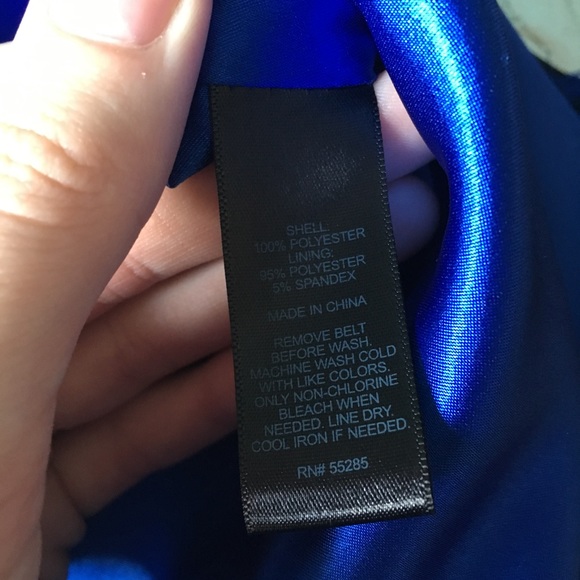 SHELL:
100% POLYESTER
LINING:
95% POLYESTER
5% SPANDEX
MADE IN CHINA
REMOVE BELT
BEFORE WASH.
MACHINE WASH COLD
WITH LIKE COLORS.
ONLY NON-CHLORINE
BLEACH WHEN
NEEDED. LINE DRY.
COOL IRON IF NEEDED.
RN# 55285